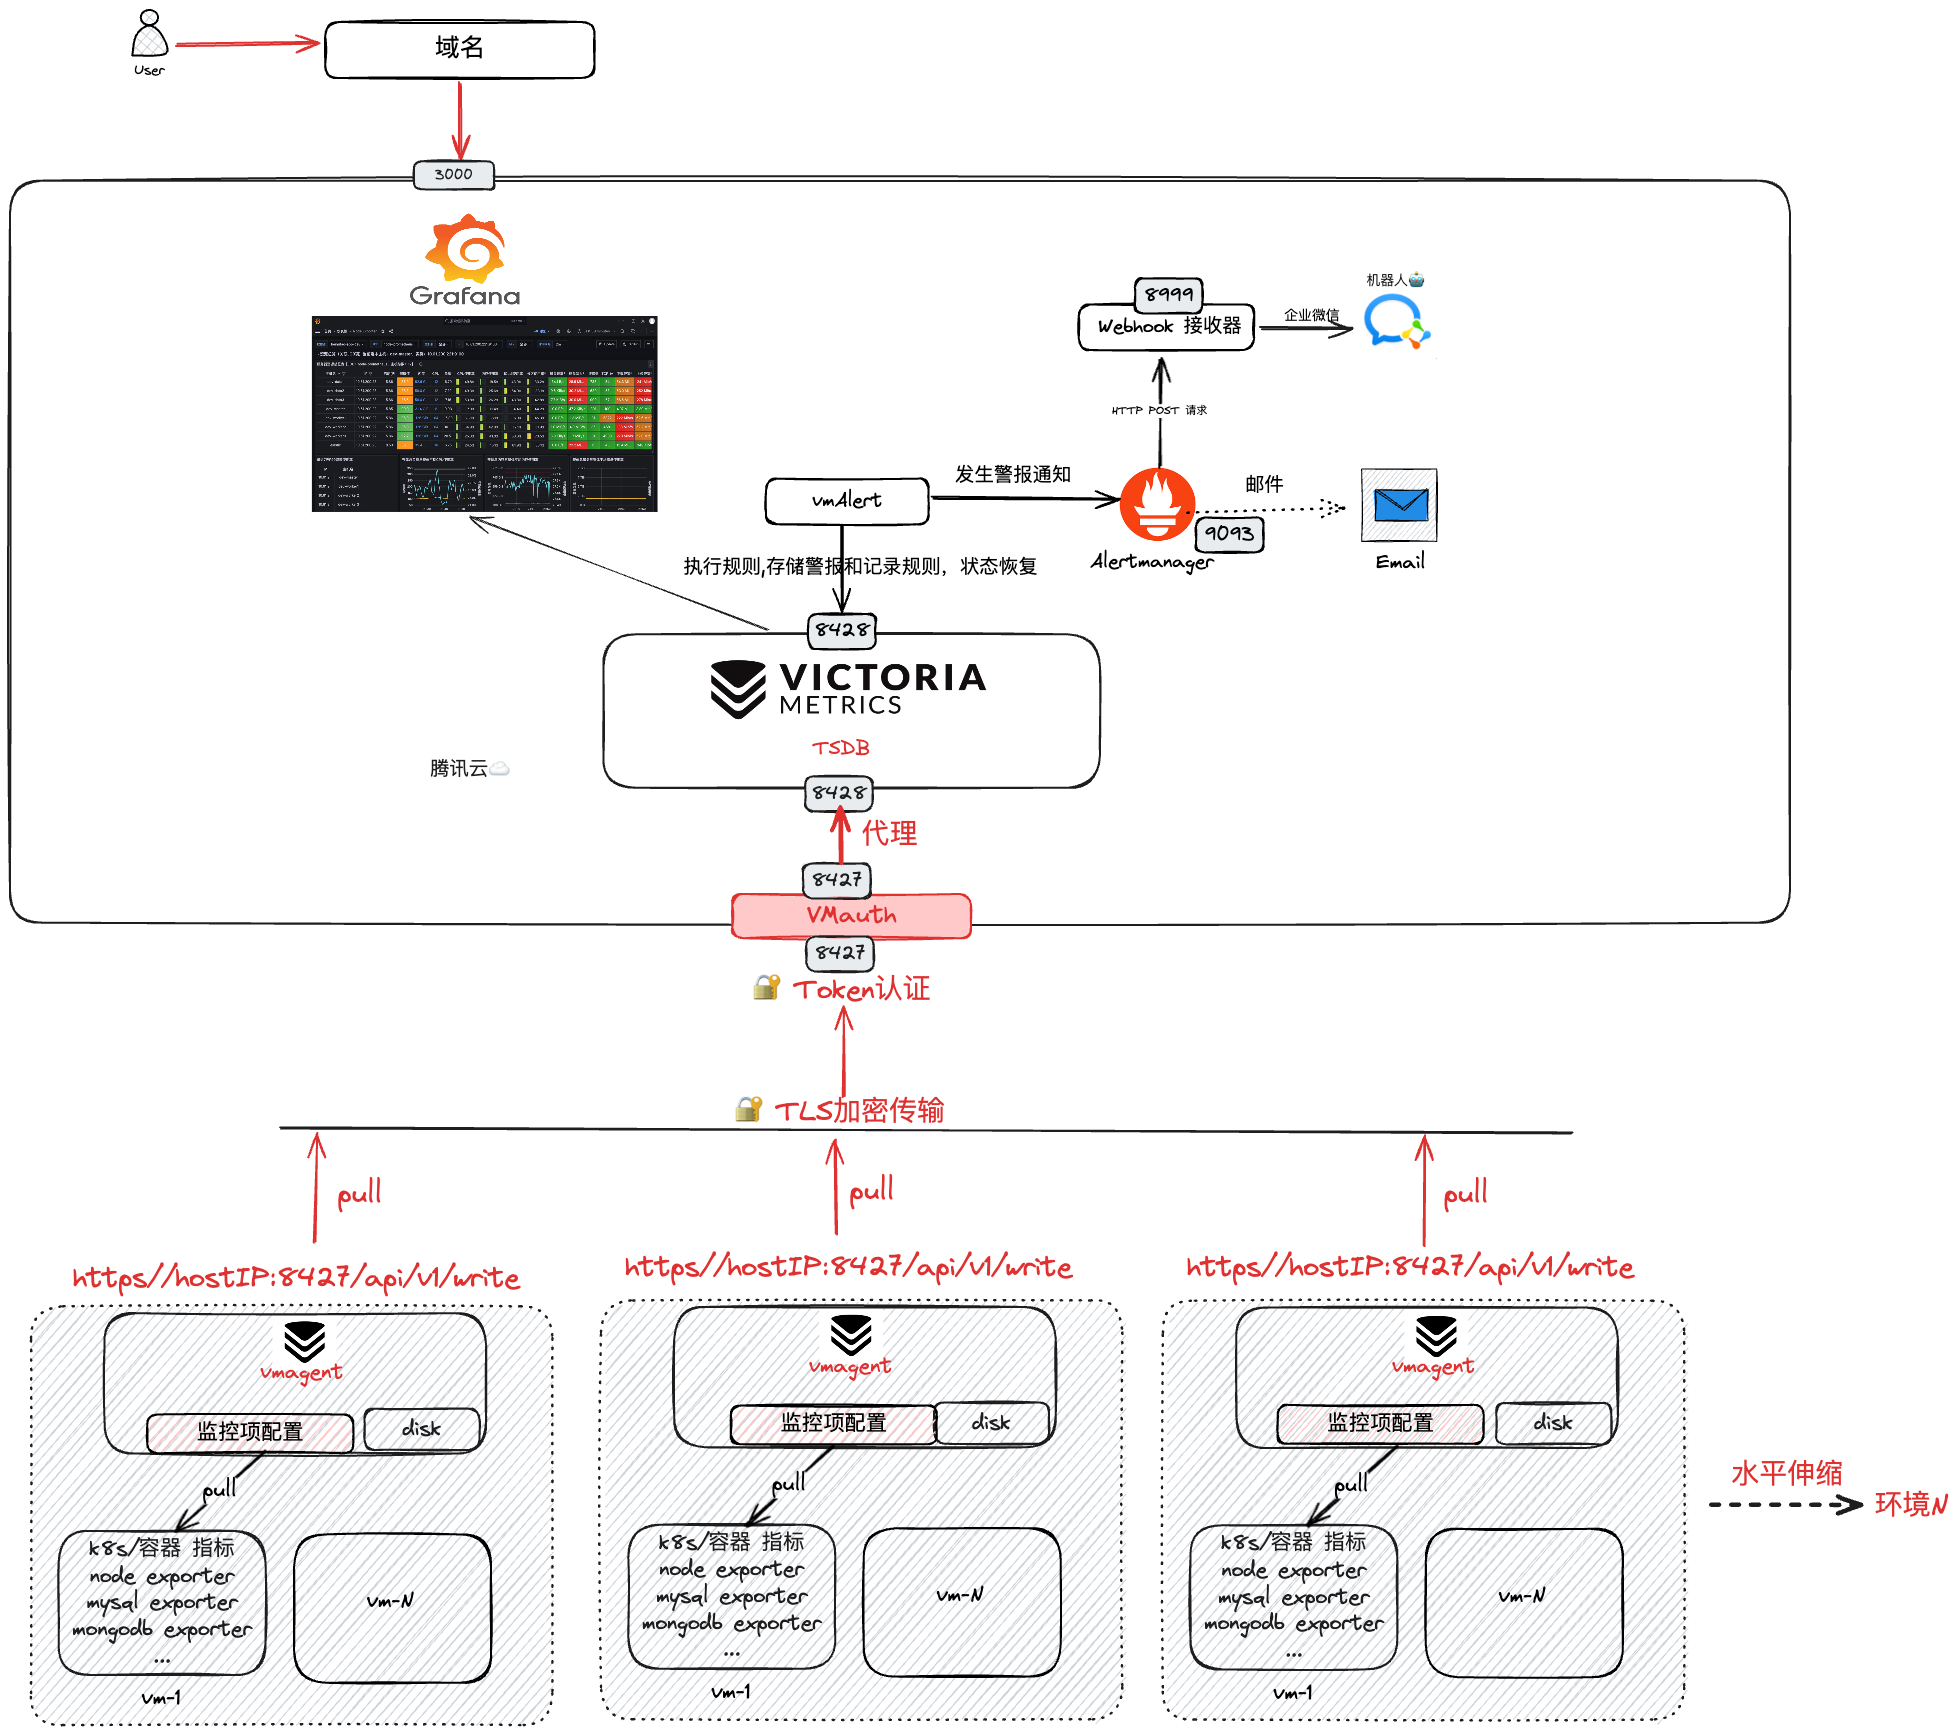 User
域名
3000
Grafana
机器人
8999
Webhook 接收器
企业微信
HTTP POST 请求
vmAlert
发生警报通知
邮件
9093
Alertmanager
Email
执行规则,存储警报和记录规则，状态恢复
8428
VICTORIA
METRICS
TSDB
腾讯云
8428
代理
8427
VMauth
8427
Token认证
TLS加密传输
pull
pull
pull
https//hostIP:8427/api/v1/write
https//hostIP:8427/api/v1/write
https//hostIP:8427/api/v1/write
vmagent
监控项配置
disk
pull
k8s/容器 指标
node exporter
mysql exporter
mongodb exporter
...
vm-1
vm-N
vmagent
监控项配置
disk
pull
k8s/容器 指标
node exporter
mysql exporter
mongodb exporter
...
vm-1
vm-N
vmagent
监控项配置
disk
pull
k8s/容器 指标
node exporter
mysql exporter
mongodb exporter
...
vm-1
vm-N
水平伸缩
环境N